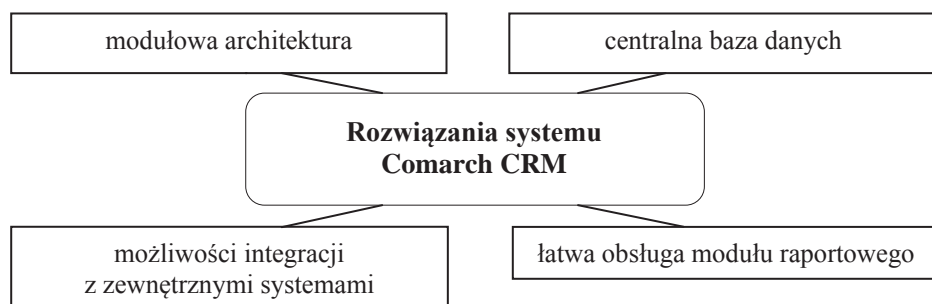 modułowa architektura
centralna baza danych
Rozwiązania systemu
Comarch CRM
możliwości integracji
z zewnętrznymi systemami
łatwa obsługa modułu raportowego